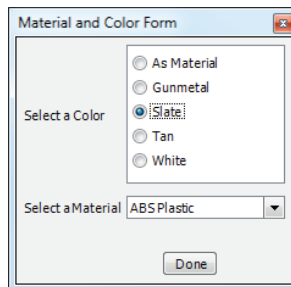 Material and Color Form
As Material
Gunmetal
Select a Color
Slate
Tan
White
Select a Material ABS Plastic
Done